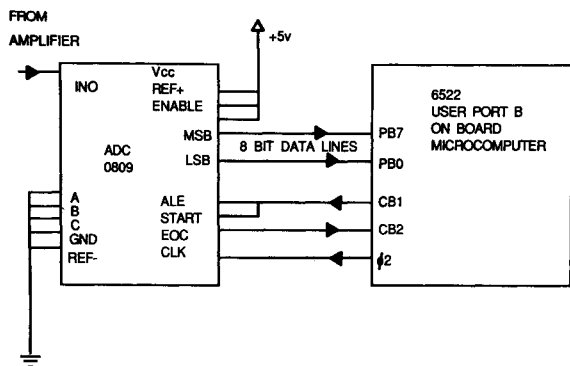 FROM
AMPLIFIER
+5v
INO
Vcc
REF+
ENABLE
MSB
LSB
ADC
0809
8 BIT DATA LINES
A
B
C
GND
REF-
ALE
START
EOC
CLK
6522
USER PORT B
ON BOARD
MICROCOMPUTER
PB7
PB0
CB1
CB2
ϕ2